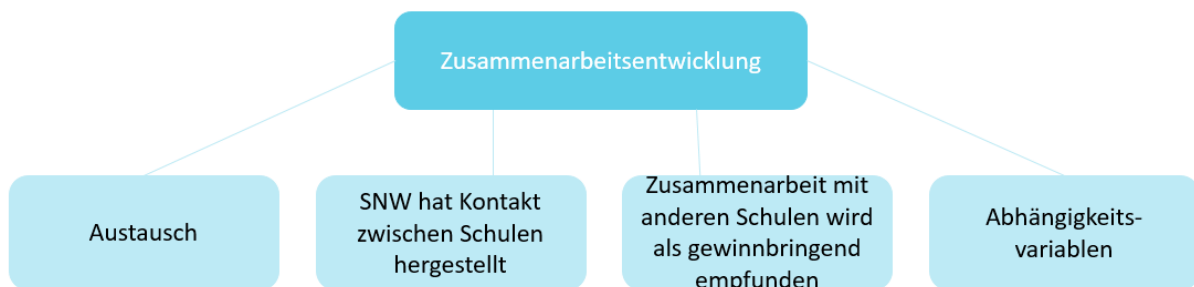 Zusammenarbeitsentwicklung
Austausch
SNW hat Kontakt
zwischen Schulen
hergestellt
Zusammenarbeit mit
anderen Schulen wird
als gewinnbringend
empfunden
Abhängigkeits-
variablen